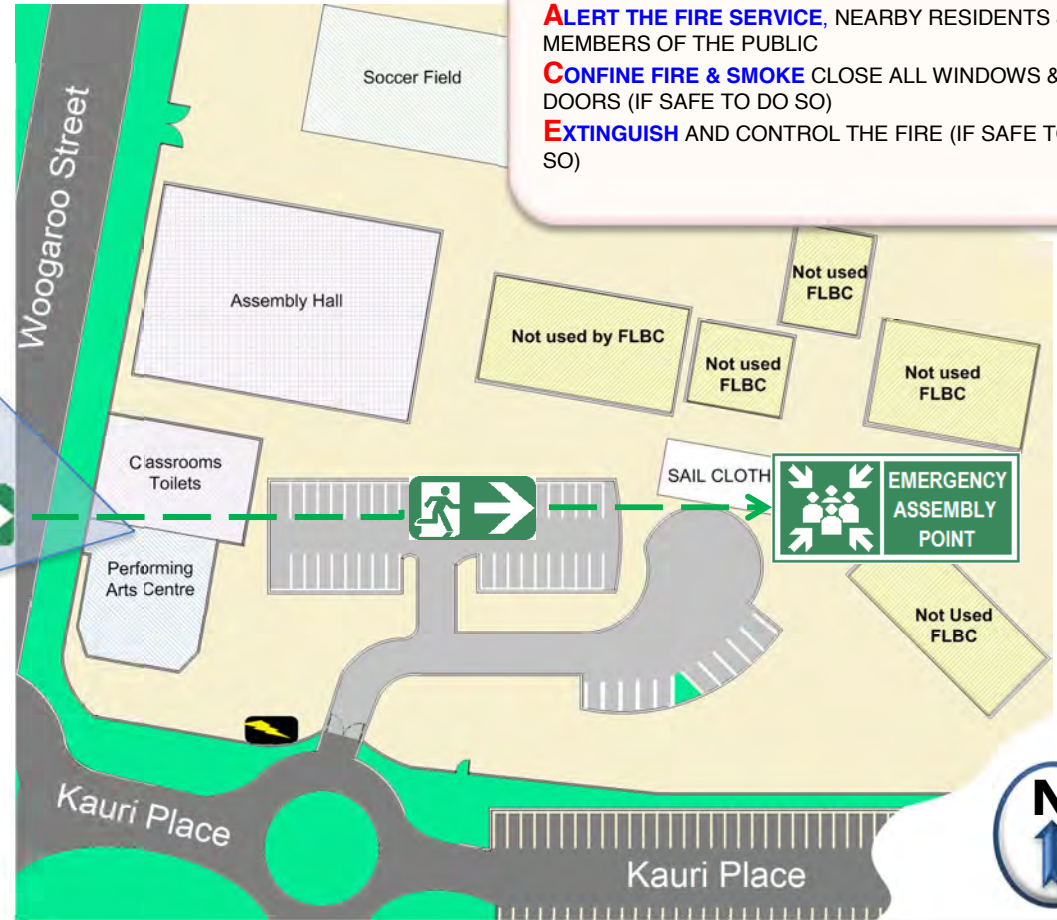 ALERT THE FIRE SERVICE, NEARBY RESIDENTS
MEMBERS OF THE PUBLIC
CONFINE FIRE & SMOKE CLOSE ALL WINDOWS &
DOORS (IF SAFE TO DO SO)
EXTINGUISH AND CONTROL THE FIRE (IF SAFE TO
SO)
Soccer Field
Woogaroo Street
Assembly Hall
Not used
FLBC
Not used by FLBC
Not used
FLBC
Not used
FLBC
Classrooms
Toilets
SAIL CLOTH
EMERGENCY
ASSEMBLY
POINT
Performing
Arts Centre
Not Used
FLBC
Kauri Place
Kauri Place
N